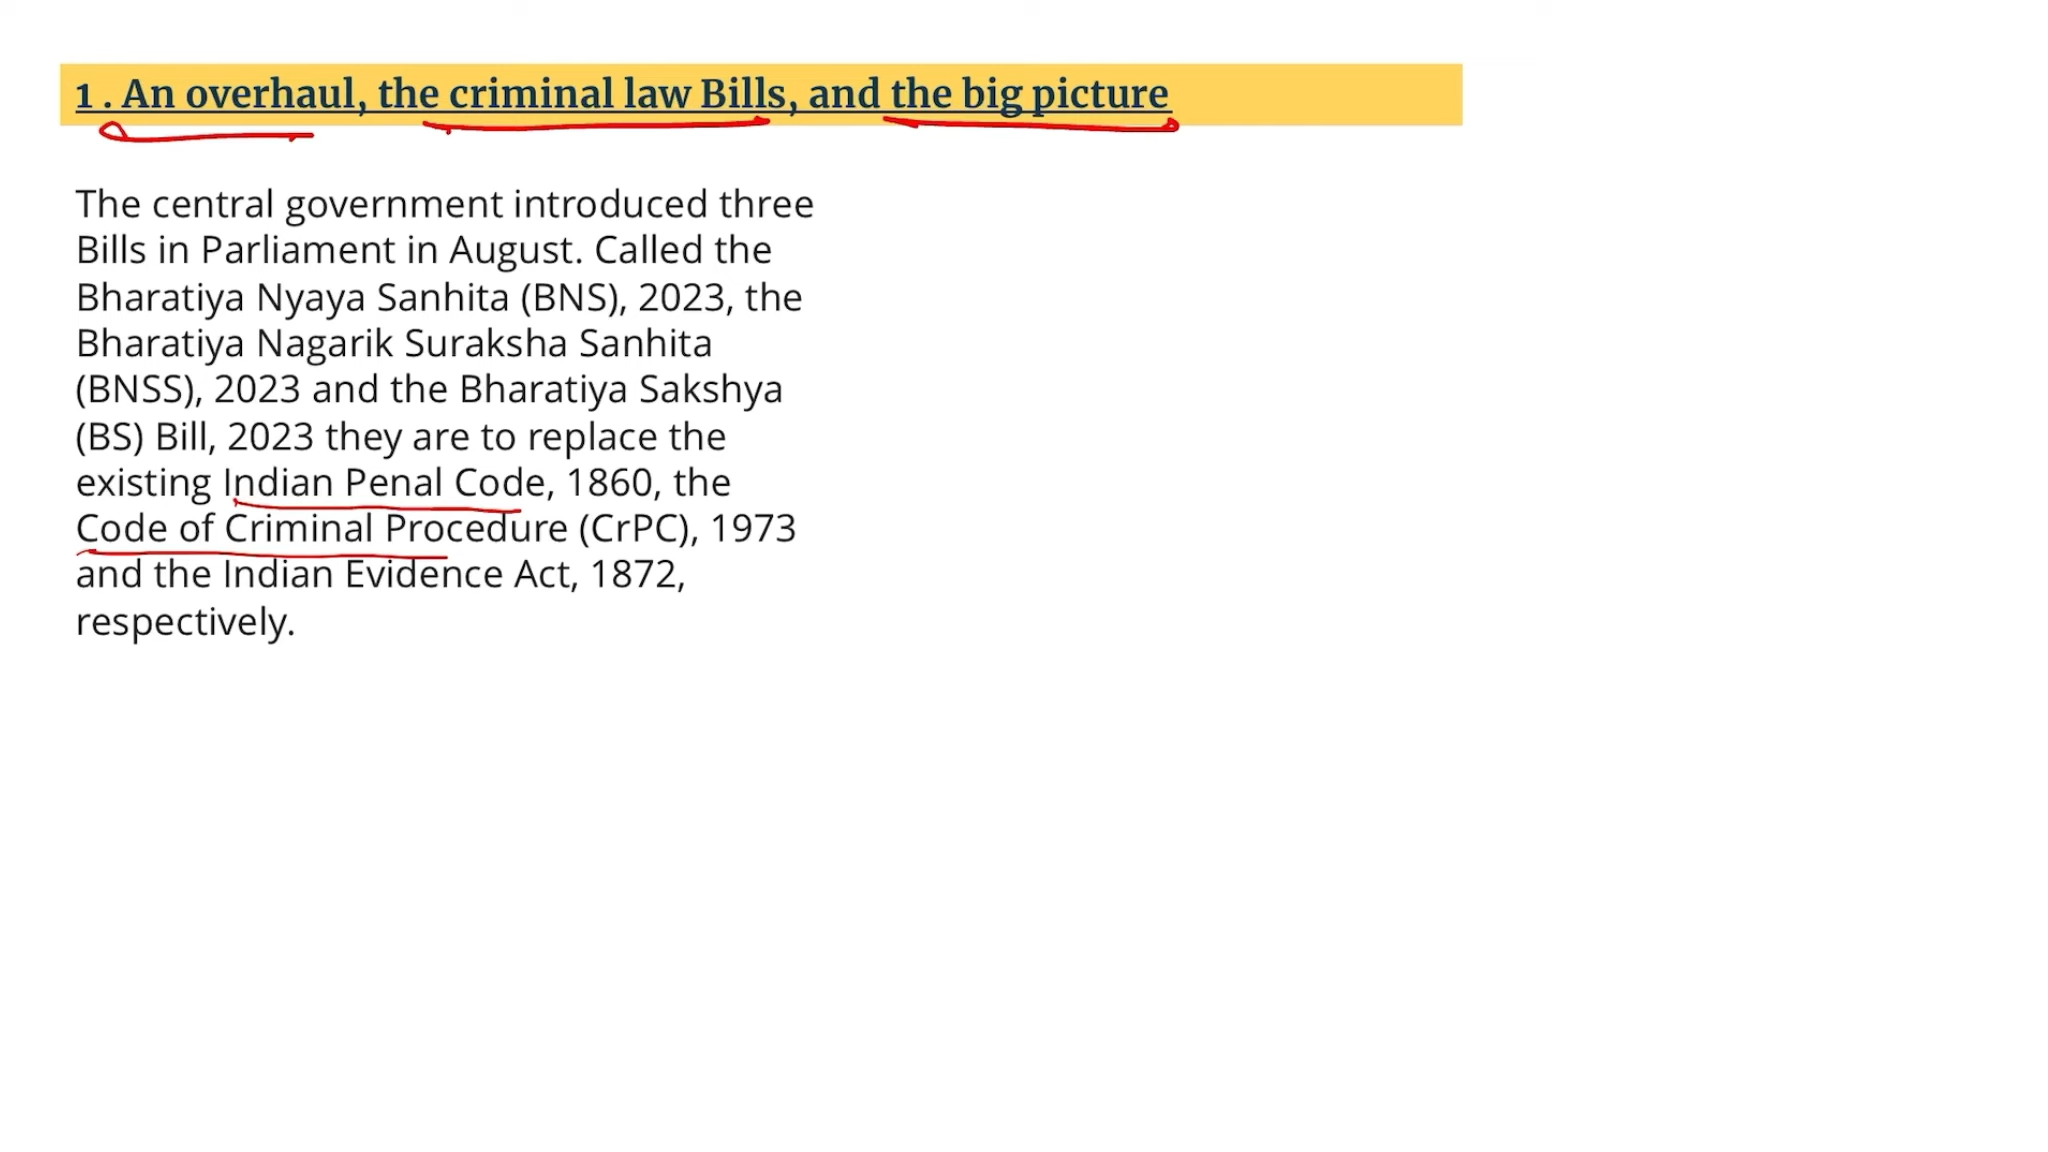 1 . An overhaul, the criminal law Bills, and the big picture
The central government introduced three
Bills in Parliament in August. Called the
Bharatiya Nyaya Sanhita (BNS), 2023, the
Bharatiya Nagarik Suraksha Sanhita
(BNSS), 2023 and the Bharatiya Sakshya
(BS) Bill, 2023 they are to replace the
existing Indian Penal Code, 1860, the
Code of Criminal Procedure (CrPC), 1973
and the Indian Evidence Act, 1872,
respectively.